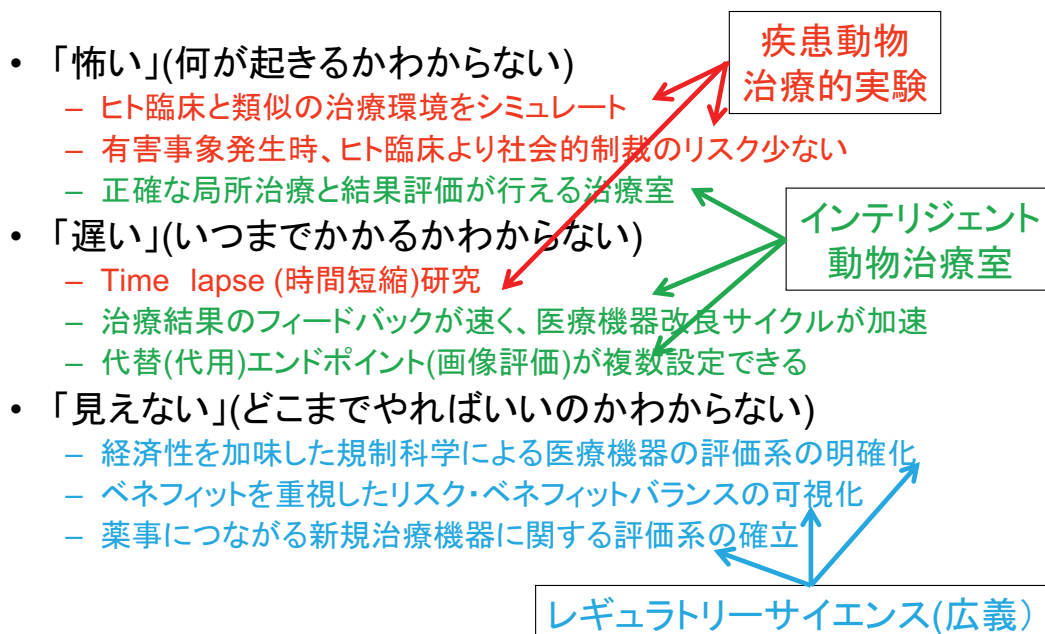 • 「怖い」(何が起きるかわからない)
– ヒト臨床と類似の治療環境をシミュレート
– 有害事象発生時、ヒト臨床より社会的制裁のリスク少ない
– 正確な局所治療と結果評価が行える治療室
• 「遅い」(いつまでかかるかわからない)
– Time lapse (時間短縮)研究
– 治療結果のフィードバックが速く、医療機器改良サイクルが加速
– 代替(代用)エンドポイント(画像評価)が複数設定できる
• 「見えない」(どこまでやればいいのかわからない)
– 経済性を加味した規制科学による医療機器の評価系の明確化
– ベネフィットを重視したリスク・ベネフィットバランスの可視化
– 薬事につながる新規治療機器に関する評価系の確立
疾患動物
治療的実験
インテリジェント
動物治療室
レギュラトリーサイエンス(広義)